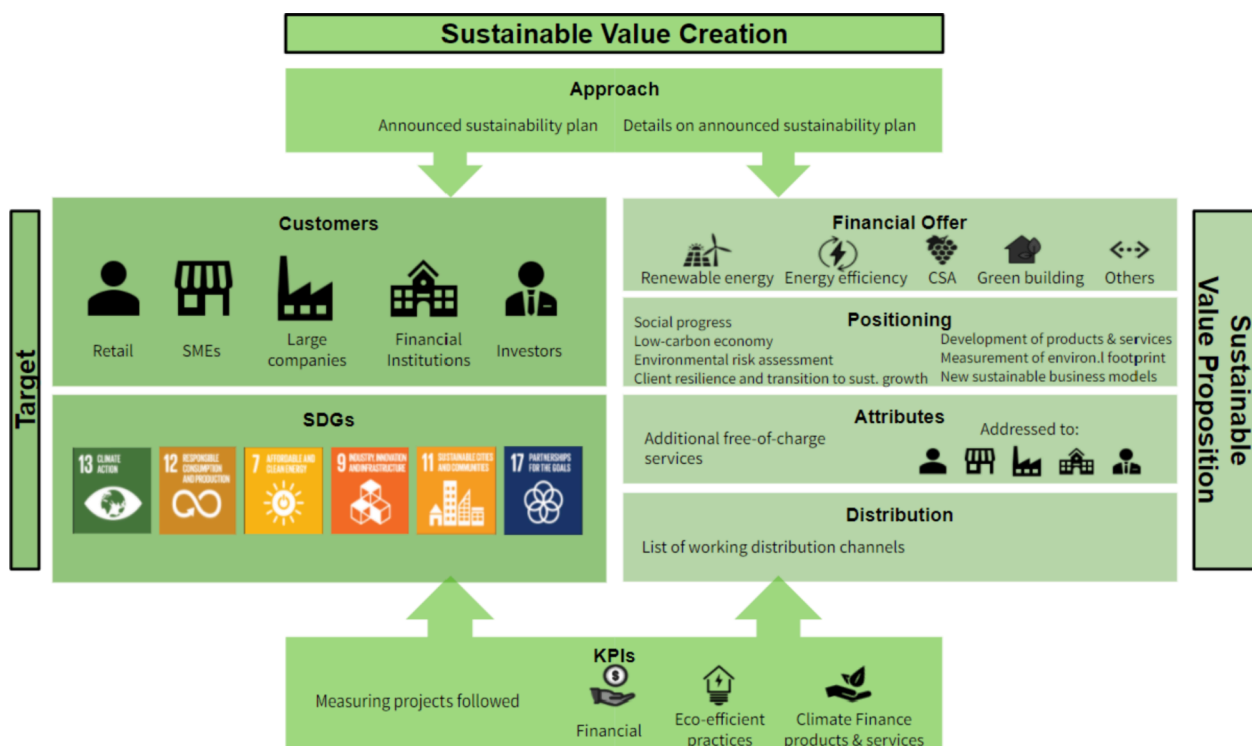 Sustainable Value Creation
Approach
Announced sustainability plan
Details on announced sustainability plan
Target
Customers
Retail
SMEs
Large
companies
Financial
Institutions
Investors
SDGs
13 CLIMATE
ACTION
12 RESPONSIBLE
CONSUMPTION
AND PRODUCTION
7 AFFORDABLE AND
CLEAN ENERGY
9 INDUSTRY, INNOVATION
AND INFRASTRUCTURE
11 SUSTAINABLE CITIES
AND COMMUNITIES
17 PARTNERSHIPS
FOR THE GOALS
Financial Offer
Renewable energy
Energy efficiency
CSA
Green building
Others
Positioning
Social progress
Low-carbon economy
Environmental risk assessment
Client resilience and transition to sust. growth
Development of products & services
Measurement of environ.l footprint
New sustainable business models
Attributes
Additional free-of-charge
services
Addressed to:
Distribution
List of working distribution channels
Sustainable
Value Proposition
KPIs
Measuring projects followed
$
Financial
Eco-efficient
practices
Climate Finance
products & services